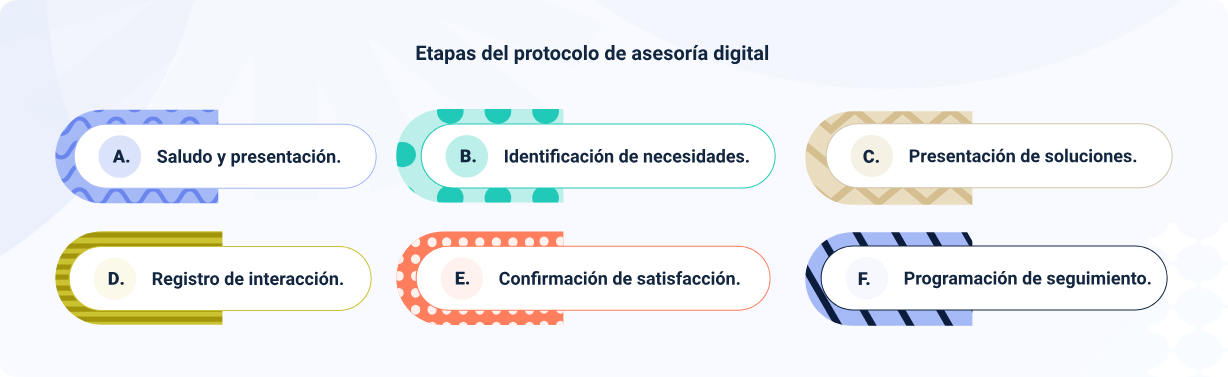 Etapas del protocolo de asesoría digital
A. Saludo y presentación.
B. Identificación de necesidades.
C. Presentación de soluciones.
D. Registro de interacción.
E. Confirmación de satisfacción.
F. Programación de seguimiento.